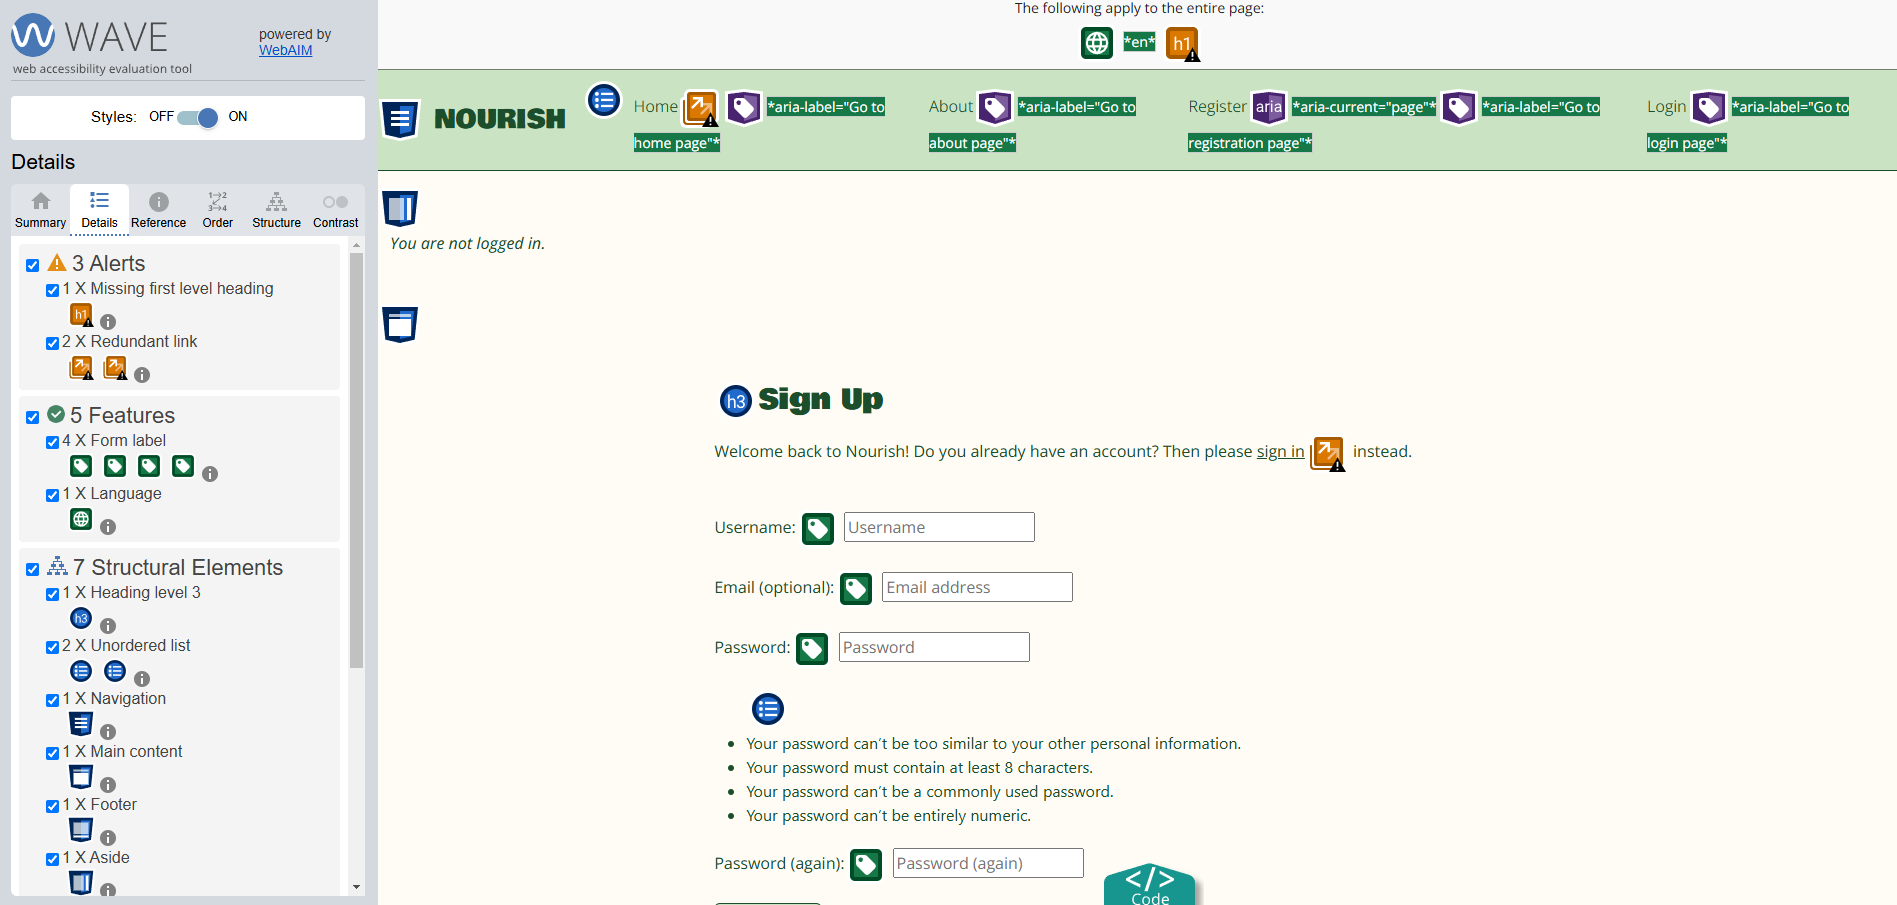 WAVE
web accessibility evaluation tool
powered by
WebAIM
Styles: OFF ON
Details
Summary Details Reference Order Structure Contrast
3 Alerts
1 X Missing first level heading
h1
2 X Redundant link
5 Features
4 X Form label
1 X Language
7 Structural Elements
1 X Heading level 3
h3
2 X Unordered list
1 X Navigation
1 X Main content
1 X Footer
1 X Aside
The following apply to the entire page:
*en* h1
NOURISH
Home *aria-label="Go to home page"*
About *aria-label="Go to about page"*
Register aria *aria-current="page"* *aria-label="Go to registration page"*
Login *aria-label="Go to login page"*
You are not logged in.
h3 Sign Up
Welcome back to Nourish! Do you already have an account? Then please sign in instead.
Username: Username
Email (optional): Email address
Password: Password
Your password can't be too similar to your other personal information.
Your password must contain at least 8 characters.
Your password can't be a commonly used password.
Your password can't be entirely numeric.
Password (again): Password (again)
</>
Code